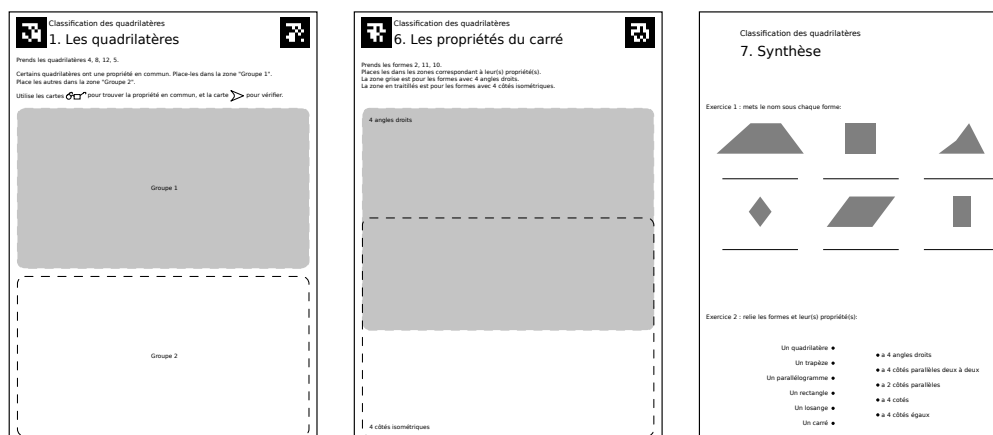 Classification des quadrilatères
1. Les quadrilatères
Prends les quadrilatères 4, 8, 12, 5.
Certains quadrilatères ont une propriété en commun. Place-les dans la zone "Groupe 1".
Place les autres dans la zone "Groupe 2".
Utilise les cartes pour trouver la propriété en commun, et la carte pour vérifier.
Groupe 1
Groupe 2
Classification des quadrilatères
6. Les propriétés du carré
Prends les formes 2, 11, 10.
Places les dans les zones correspondant à leur(s) propriété(s).
La zone grise est pour les formes avec 4 angles droits.
La zone en traitillés est pour les formes avec 4 côtés isométriques.
4 angles droits
4 côtés isométriques
Classification des quadrilatères
7. Synthèse
Exercice 1 : mets le nom sous chaque forme:
Exercice 2 : relie les formes et leur(s) propriété(s):
Un quadrilatère
Un trapèze
Un parallélogramme
Un rectangle
Un losange
Un carré
a 4 angles droits
a 4 côtés parallèles deux à deux
a 2 côtés parallèles
a 4 cotés
a 4 côtés égaux